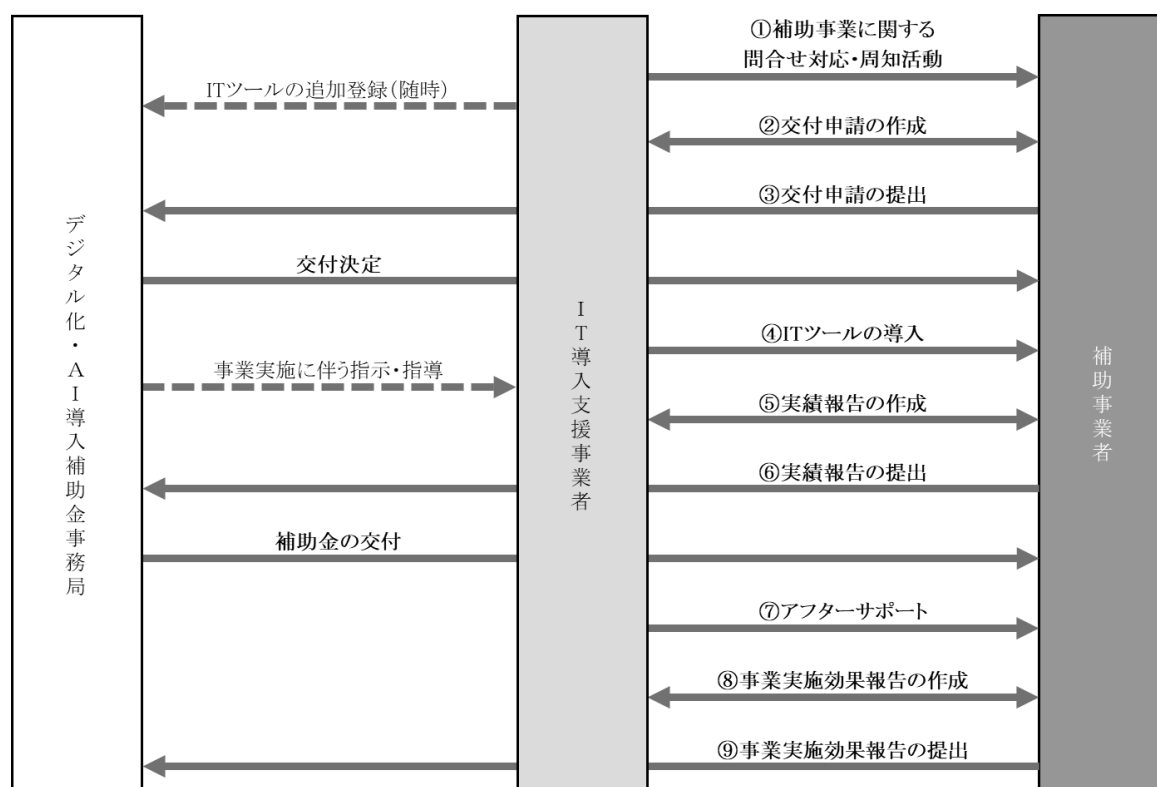 ①補助事業に関する
問合せ対応・周知活動
ITツールの追加登録(随時)
②交付申請の作成
③交付申請の提出
交付決定
④ITツールの導入
事業実施に伴う指示・指導
⑤実績報告の作成
⑥実績報告の提出
補助金の交付
⑦アフターサポート
⑧事業実施効果報告の作成
⑨事業実施効果報告の提出
デジタル化・AI導入補助金事務局
IT導入支援事業者
補助事業者